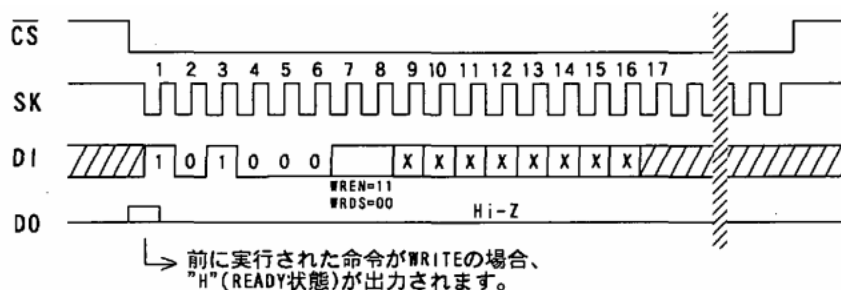 CS
1 2 3 4 5 6 7 8 9 10 11 12 13 14 15 16 17
SK
DI
1 0 1 0 0 0 X X X X X X X X
WREN=11
WRDS=00
DO
Hi-Z
前に実行された命令がWRITEの場合、
"H"(READY状態)が出力されます。